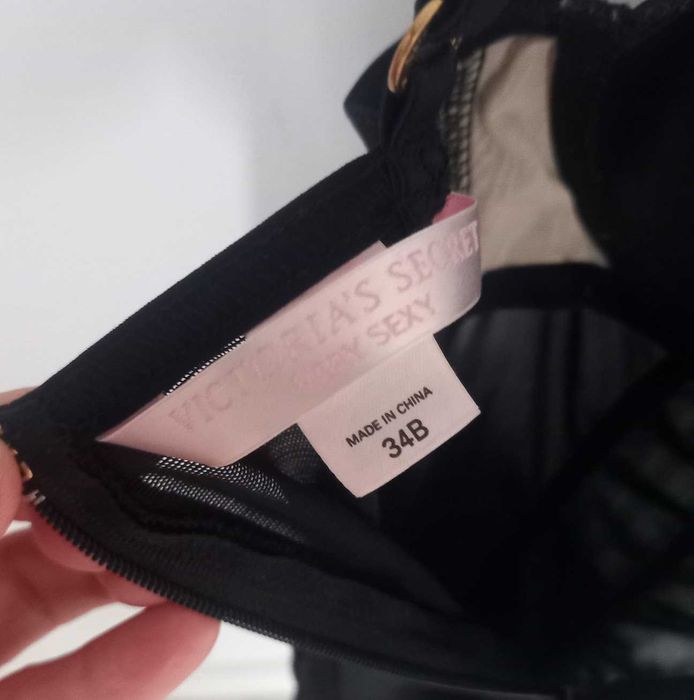 VICTORIA'S SECRET
VERY SEXY
MADE IN CHINA
34B